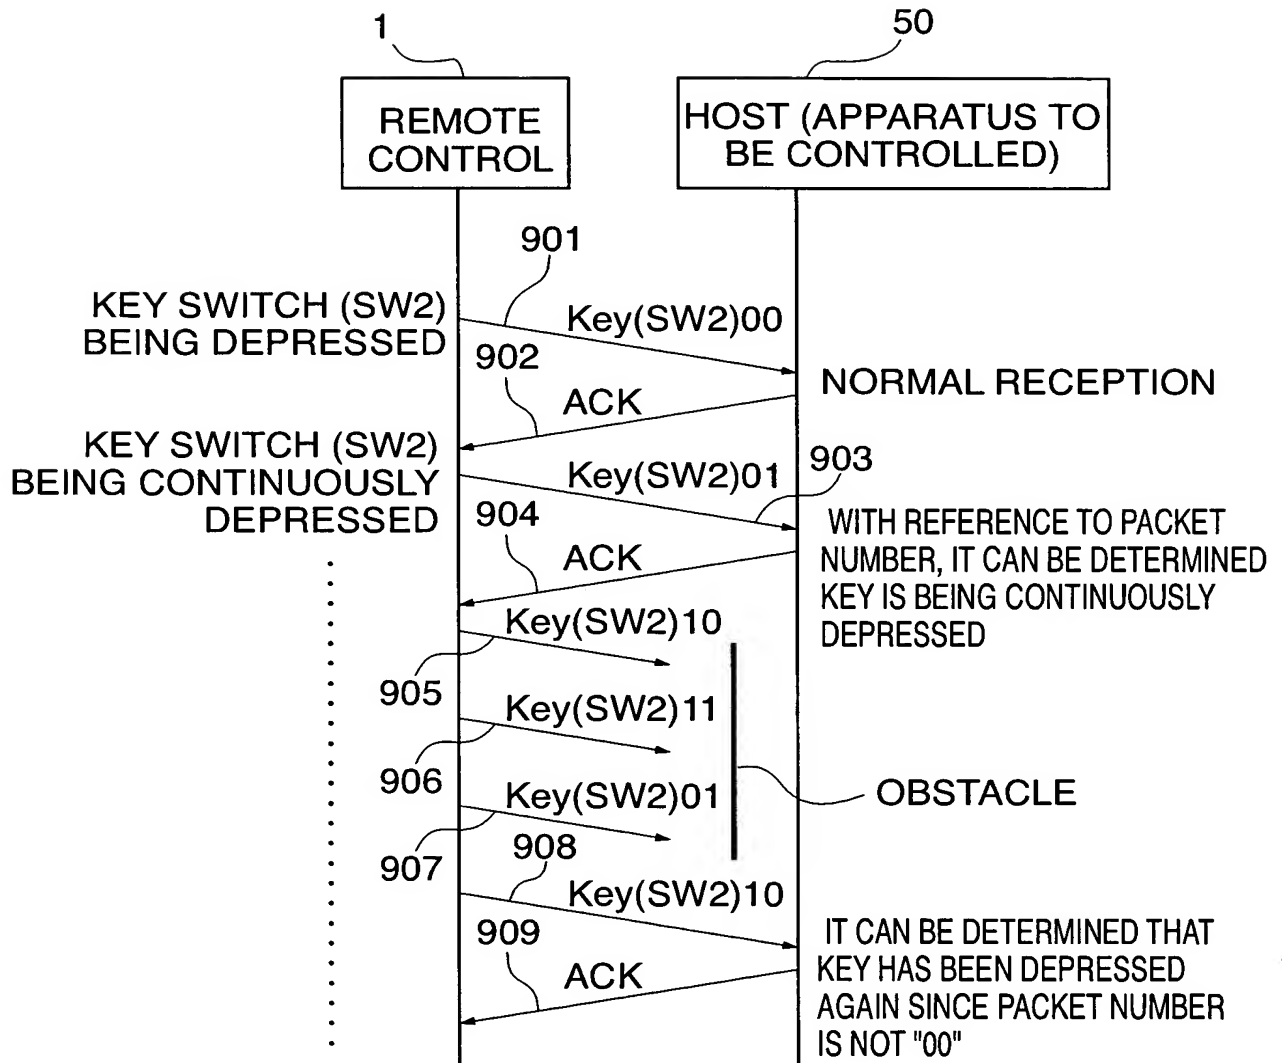 1
50
REMOTE
CONTROL
HOST (APPARATUS TO
BE CONTROLLED)
901
KEY SWITCH (SW2)
BEING DEPRESSED
Key(SW2)00
902
NORMAL RECEPTION
ACK
KEY SWITCH (SW2)
BEING CONTINUOUSLY
DEPRESSED
Key(SW2)01
903
904
WITH REFERENCE TO PACKET
NUMBER, IT CAN BE DETERMINED
KEY IS BEING CONTINUOUSLY
DEPRESSED
ACK
Key(SW2)10
905
Key(SW2)11
906
Key(SW2)01
OBSTACLE
907
908
Key(SW2)10
909
IT CAN BE DETERMINED THAT
KEY HAS BEEN DEPRESSED
AGAIN SINCE PACKET NUMBER
IS NOT "00"
ACK